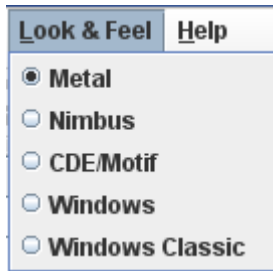 Look & Feel Help
Metal
Nimbus
CDE/Motif
Windows
Windows Classic